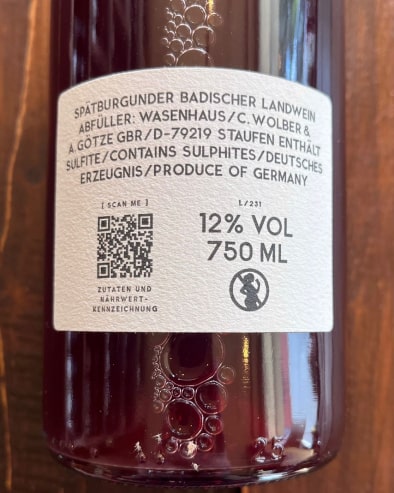 SPÄTBURGUNDER BADISCHER LANDWEIN
ABFÜLLER: WASENHAUS/C. WOLBER &
A. GÖTZE GBR/D-79219 STAUFEN ENTHÄLT
SULFITE/CONTAINS SULPHITES/DEUTSCHES
ERZEUGNIS/PRODUCE OF GERMANY
[ SCAN ME ]
ZUTATEN UND
NÄHRWERT-
KENNZEICHNUNG
L/231
12% VOL
750 ML